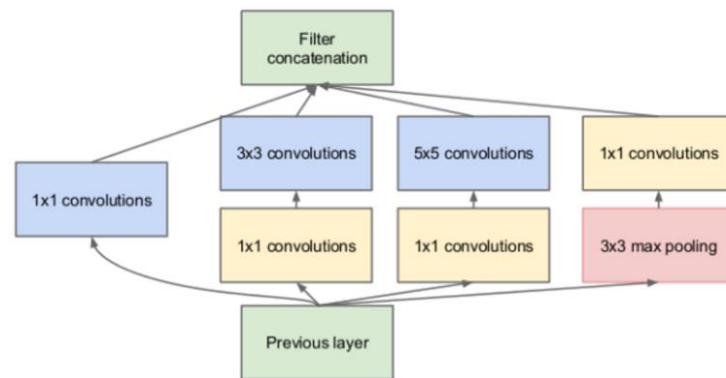 Filter
concatenation
3x3 convolutions
5x5 convolutions
1x1 convolutions
1x1 convolutions
1x1 convolutions
1x1 convolutions
3x3 max pooling
Previous layer